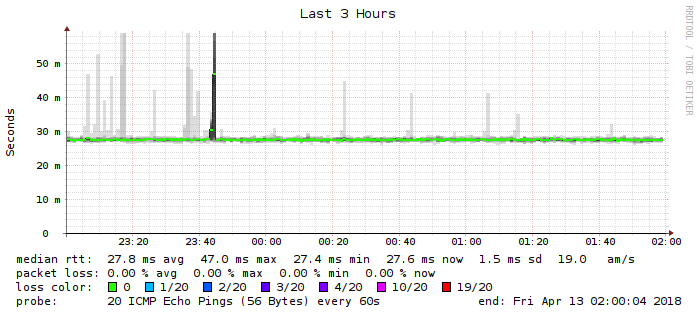 Last 3 Hours
RRDTOOL / TOBI OETIKER
Seconds
50 m
40 m
30 m
20 m
10 m
0
23:20 23:40 00:00 00:20 00:40 01:00 01:20 01:40 02:00
median rtt: 27.8 ms avg 47.0 ms max 27.4 ms min 27.6 ms now 1.5 ms sd 19.0 am/s
packet loss: 0.00 % avg 0.00 % max 0.00 % min 0.00 % now
loss color: 0 1/20 2/20 3/20 4/20 10/20 19/20
probe: 20 ICMP Echo Pings (56 Bytes) every 60s end: Fri Apr 13 02:00:04 2018